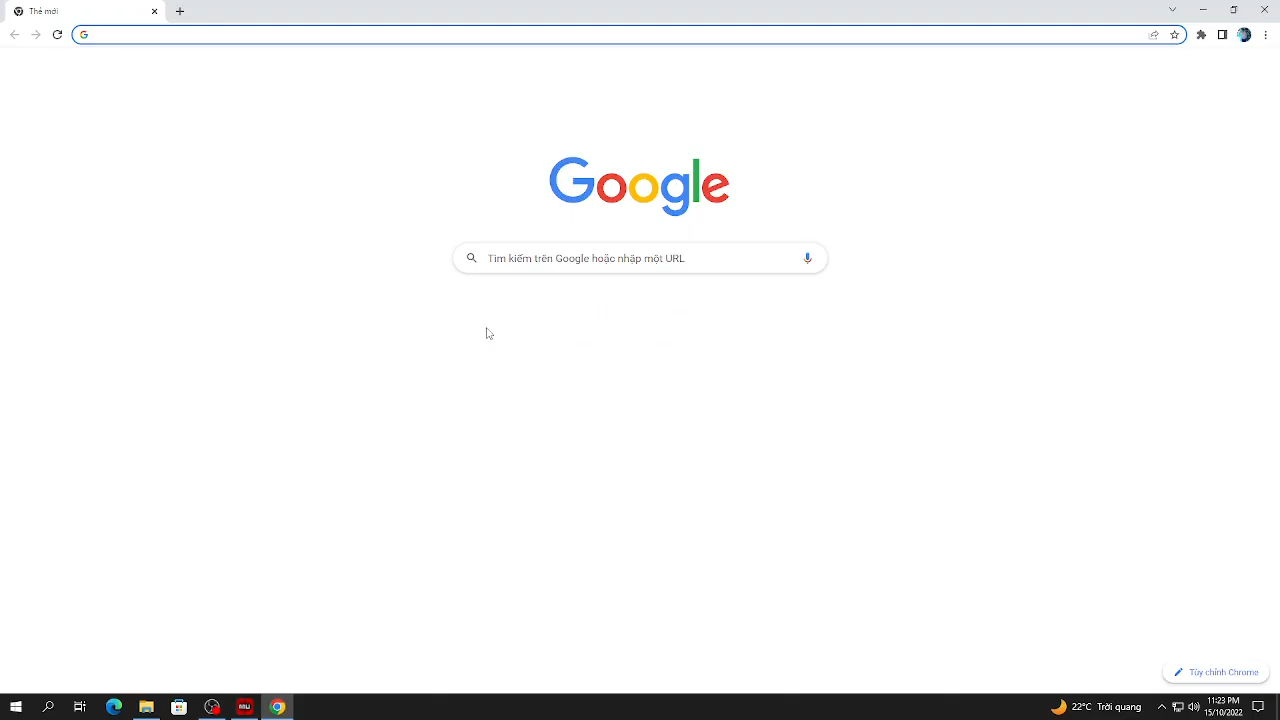 Thẻ mới
Google
Tìm kiếm trên Google hoặc nhập một URL
Tùy chỉnh Chrome
22°C Trời quang
11:23 PM
15/10/2022